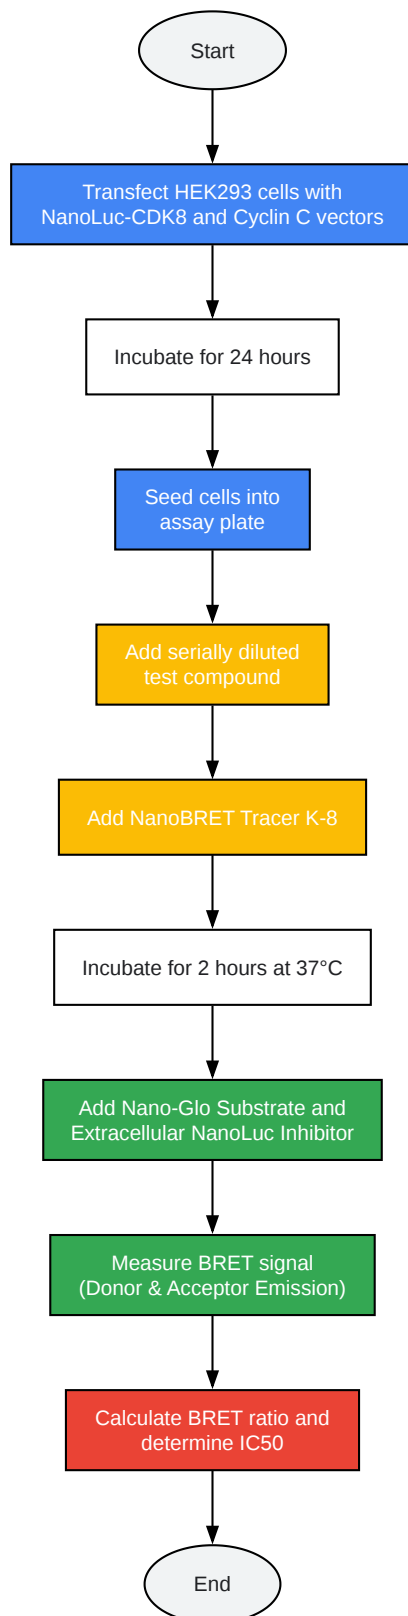 Start
Transfect HEK293 cells with
NanoLuc-CDK8 and Cyclin C vectors
Incubate for 24 hours
Seed cells into
assay plate
Add serially diluted
test compound
Add NanoBRET Tracer K-8
Incubate for 2 hours at 37°C
Add Nano-Glo Substrate and
Extracellular NanoLuc Inhibitor
Measure BRET signal
(Donor & Acceptor Emission)
Calculate BRET ratio and
determine IC50
End